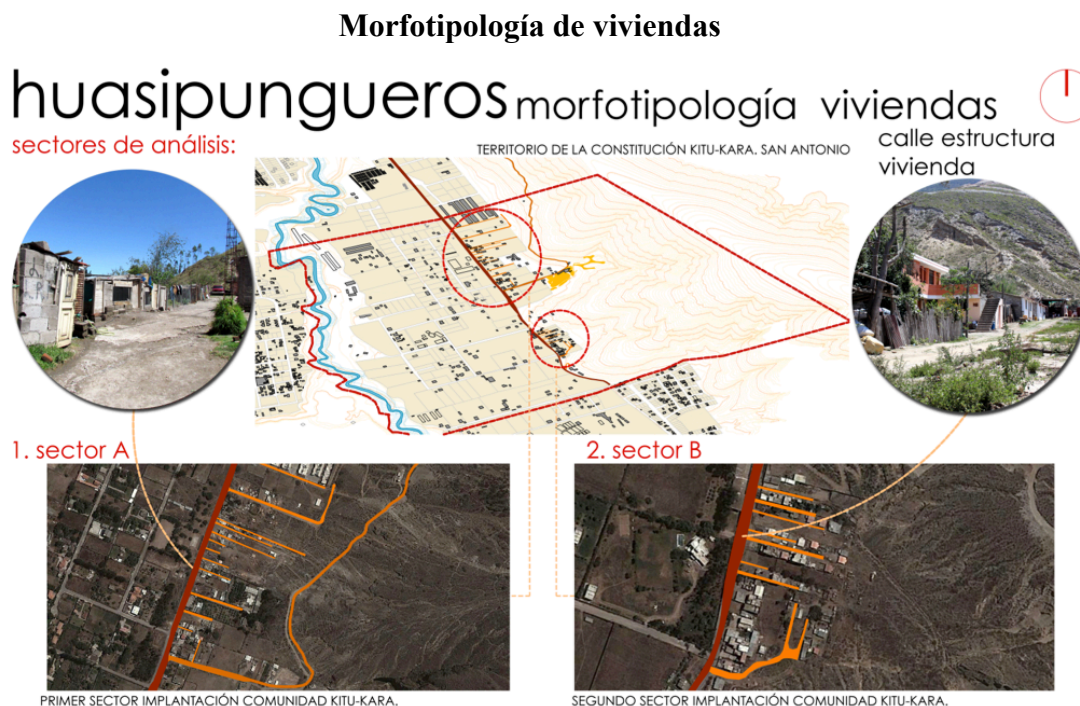 Morfotipología de viviendas
huasipungueros morfotipología viviendas
sectores de análisis:
TERRITORIO DE LA CONSTITUCIÓN KITU-KARA. SAN ANTONIO
calle estructura
vivienda
1. sector A
2. sector B
PRIMER SECTOR IMPLANTACIÓN COMUNIDAD KITU-KARA.
SEGUNDO SECTOR IMPLANTACIÓN COMUNIDAD KITU-KARA.